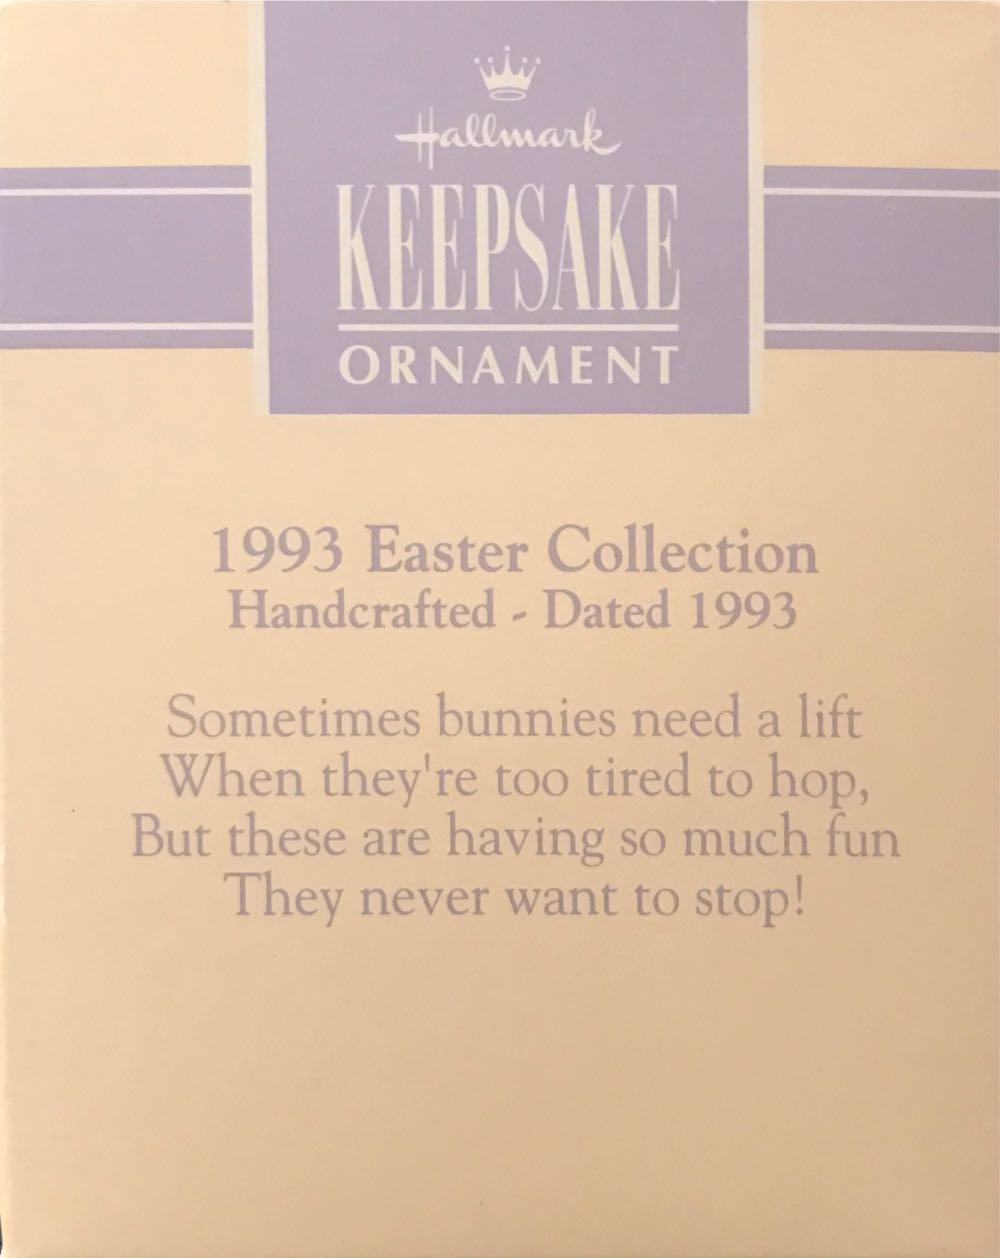 Hallmark
KEEPSAKE
ORNAMENT
1993 Easter Collection
Handcrafted - Dated 1993
Sometimes bunnies need a lift
When they're too tired to hop,
But these are having so much fun
They never want to stop!